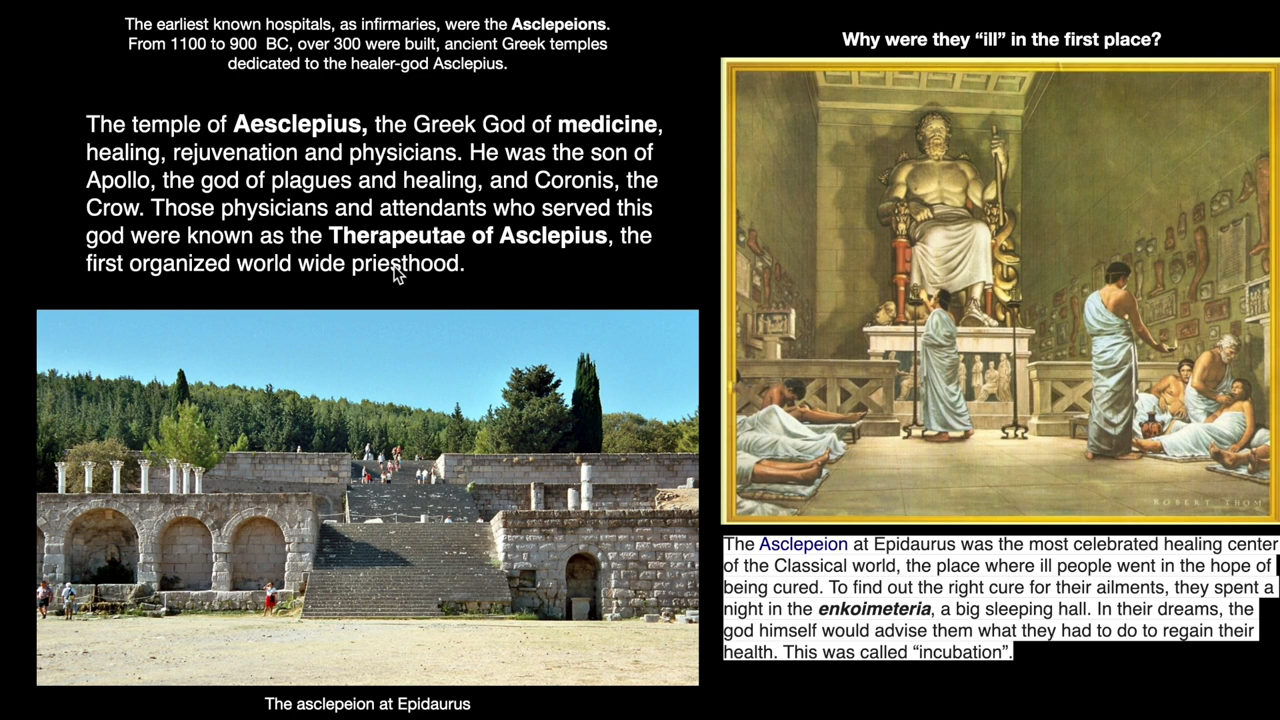 The earliest known hospitals, as infirmaries, were the Asclepeions.
From 1100 to 900 BC, over 300 were built, ancient Greek temples
dedicated to the healer-god Asclepius.
The temple of Aesclepius, the Greek God of medicine,
healing, rejuvenation and physicians. He was the son of
Apollo, the god of plagues and healing, and Coronis, the
Crow. Those physicians and attendants who served this
god were known as the Therapeutae of Asclepius, the
first organized world wide priesthood.
The asclepeion at Epidaurus
Why were they “ill” in the first place?
ROBERT THOM
The Asclepeion at Epidaurus was the most celebrated healing center
of the Classical world, the place where ill people went in the hope of
being cured. To find out the right cure for their ailments, they spent a
night in the enkoimeteria, a big sleeping hall. In their dreams, the
god himself would advise them what they had to do to regain their
health. This was called “incubation”.